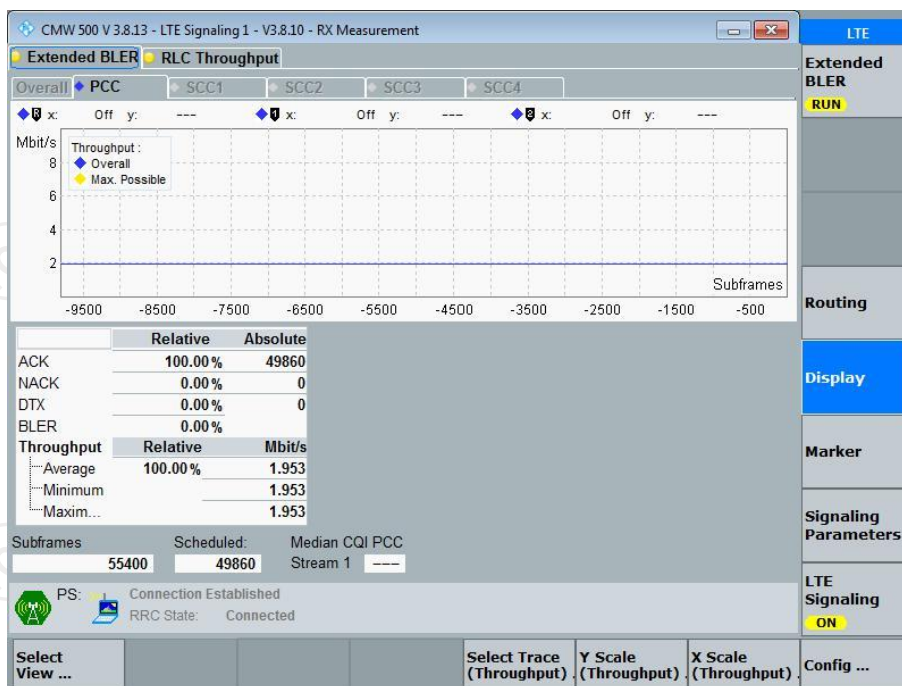 CMW 500 V 3.8.13 - LTE Signaling 1 - V3.8.10 - RX Measurement
LTE
Extended BLER RLC Throughput
Extended
BLER
RUN
Overall PCC SCC1 SCC2 SCC3 SCC4
R x: Off y: --- 1 x: Off y: --- 2 x: Off y: ---
Mbit/s
Throughput :
Overall
Max. Possible
8
6
4
2
Subframes
-9500 -8500 -7500 -6500 -5500 -4500 -3500 -2500 -1500 -500
Routing
Relative Absolute
ACK 100.00 % 49860
NACK 0.00 % 0
DTX 0.00 % 0
BLER 0.00 %
Throughput Relative Mbit/s
Average 100.00 % 1.953
Minimum 1.953
Maxim... 1.953
Display
Marker
Subframes Scheduled: Median CQI PCC
55400 49860 Stream 1 ---
Signaling
Parameters
PS: Connection Established
RRC State: Connected
LTE
Signaling
ON
Select
View ...
Select Trace
(Throughput) .
Y Scale
(Throughput) .
X Scale
(Throughput) .
Config ...